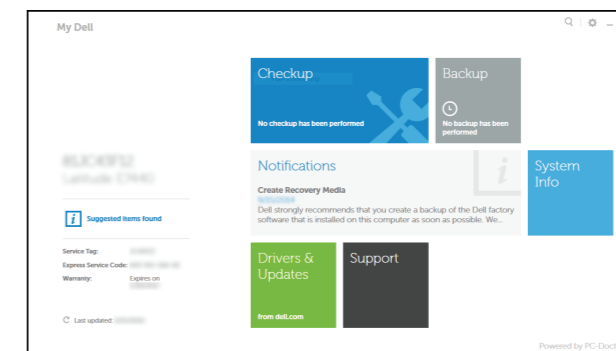 My Dell
Suggested items found
Service Tag:
Express Service Code:
Warranty: Expires on
Last updated:
Checkup
No checkup has been performed
Backup
No backup has been
performed
Notifications
Create Recovery Media
Dell strongly recommends that you create a backup of the Dell factory
software that is installed on this computer as soon as possible. We...
System
Info
Drivers &
Updates
from dell.com
Support
Powered by PC-Doct